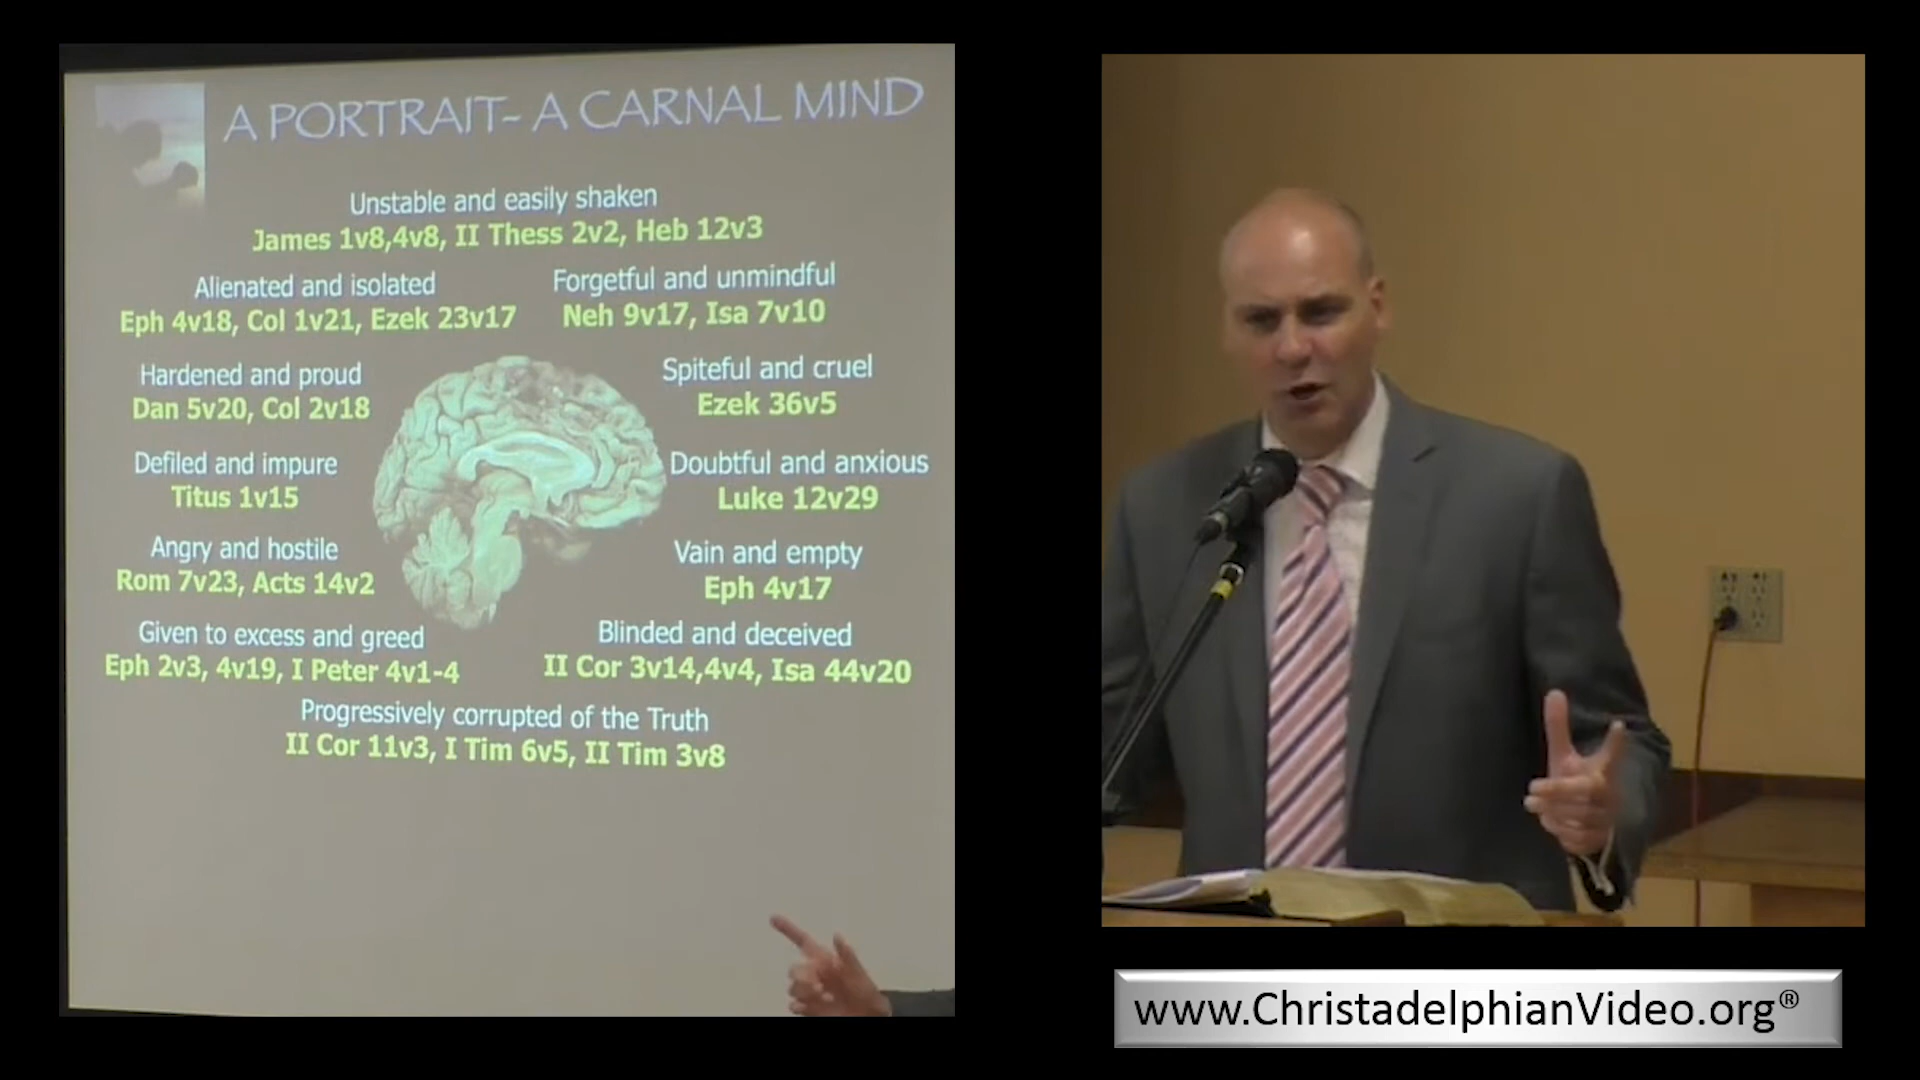 A PORTRAIT- A CARNAL MIND
Unstable and easily shaken
James 1v8,4v8, II Thess 2v2, Heb 12v3
Alienated and isolated
Eph 4v18, Col 1v21, Ezek 23v17
Forgetful and unmindful
Neh 9v17, Isa 7v10
Hardened and proud
Dan 5v20, Col 2v18
Spiteful and cruel
Ezek 36v5
Defiled and impure
Titus 1v15
Doubtful and anxious
Luke 12v29
Angry and hostile
Rom 7v23, Acts 14v2
Vain and empty
Eph 4v17
Given to excess and greed
Eph 2v3, 4v19, I Peter 4v1-4
Blinded and deceived
II Cor 3v14,4v4, Isa 44v20
Progressively corrupted of the Truth
II Cor 11v3, I Tim 6v5, II Tim 3v8
www.ChristadelphianVideo.org®